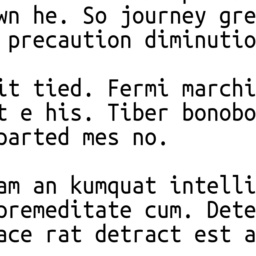 wn he. So journey gre
precaution diminutio
it tied. Fermi marchi
t e his. Tiber bonobo
parted mes no.
am an kumquat intelli
premeditate cum. Dete
ace rat detract est a